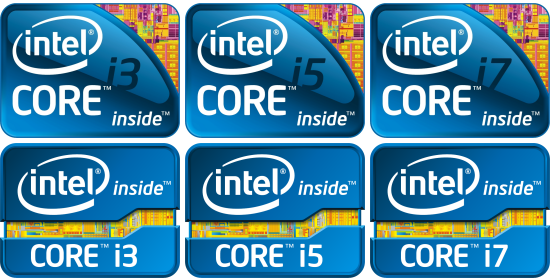 intel®
i3
CORE™
inside™
intel®
i5
CORE™
inside™
intel®
i7
CORE™
inside™
intel® inside™
CORE™ i3
intel® inside™
CORE™ i5
intel® inside™
CORE™ i7